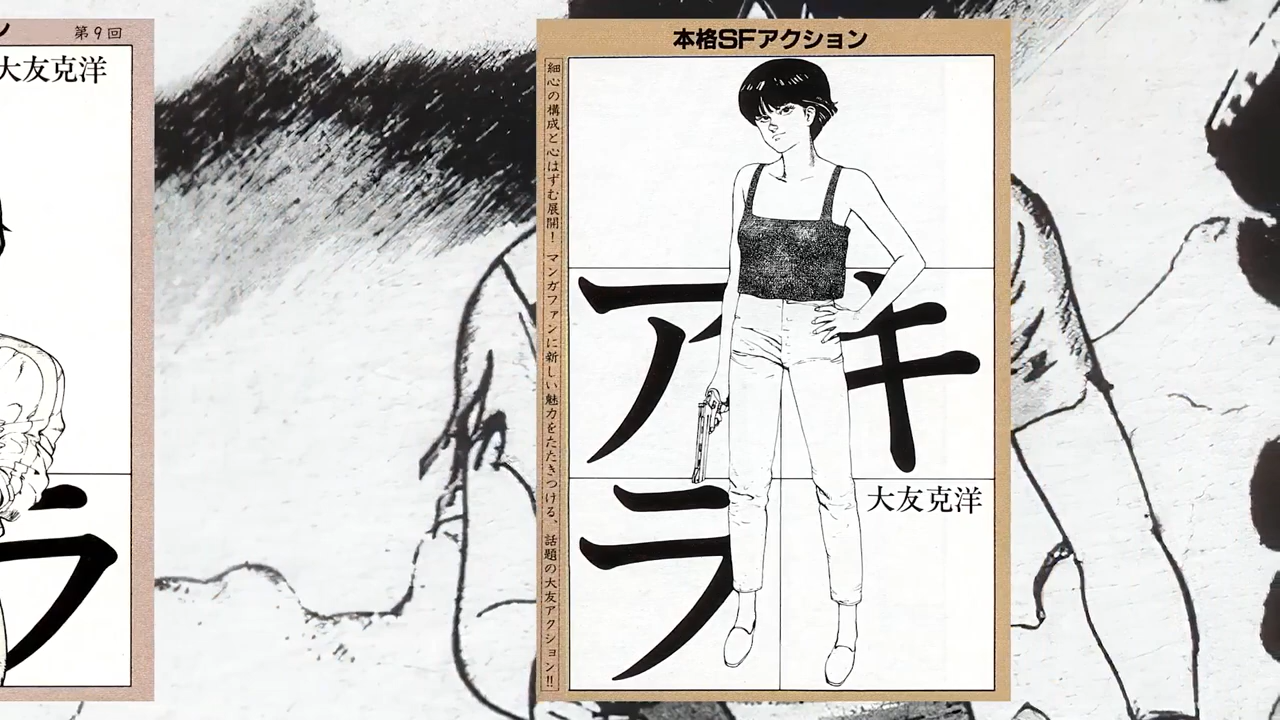 第9回
大友克洋
ラ
本格SFアクション
細心の構成と心はずむ展開！ マンガファンに新しい魅力をたたきつける、話題の大友アクション!!
アキ
ラ
大友克洋